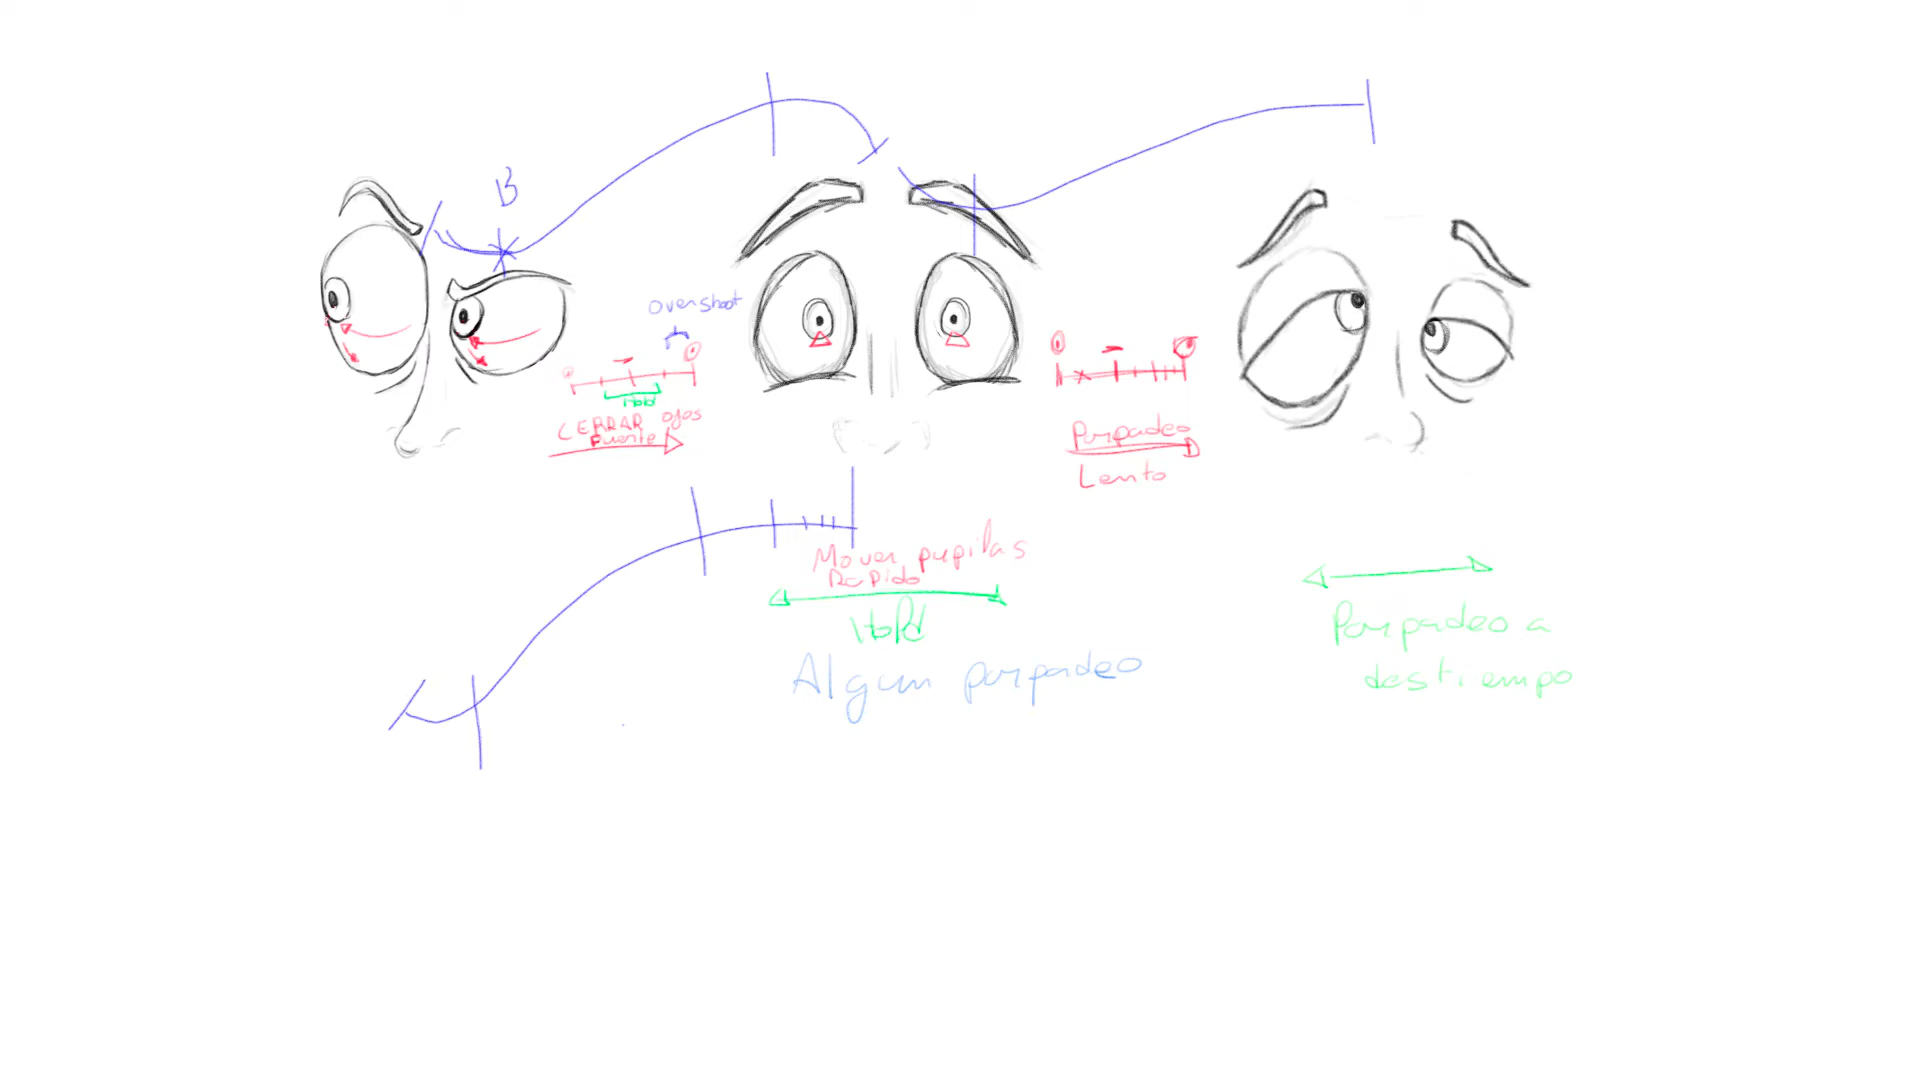 B
overshoot
Hold
CERRAR ojos
Fuerte
Parpadeo
Lento
Mover pupilas
Rapido
Hold
Algun parpadeo
Parpadeo a
destiempo